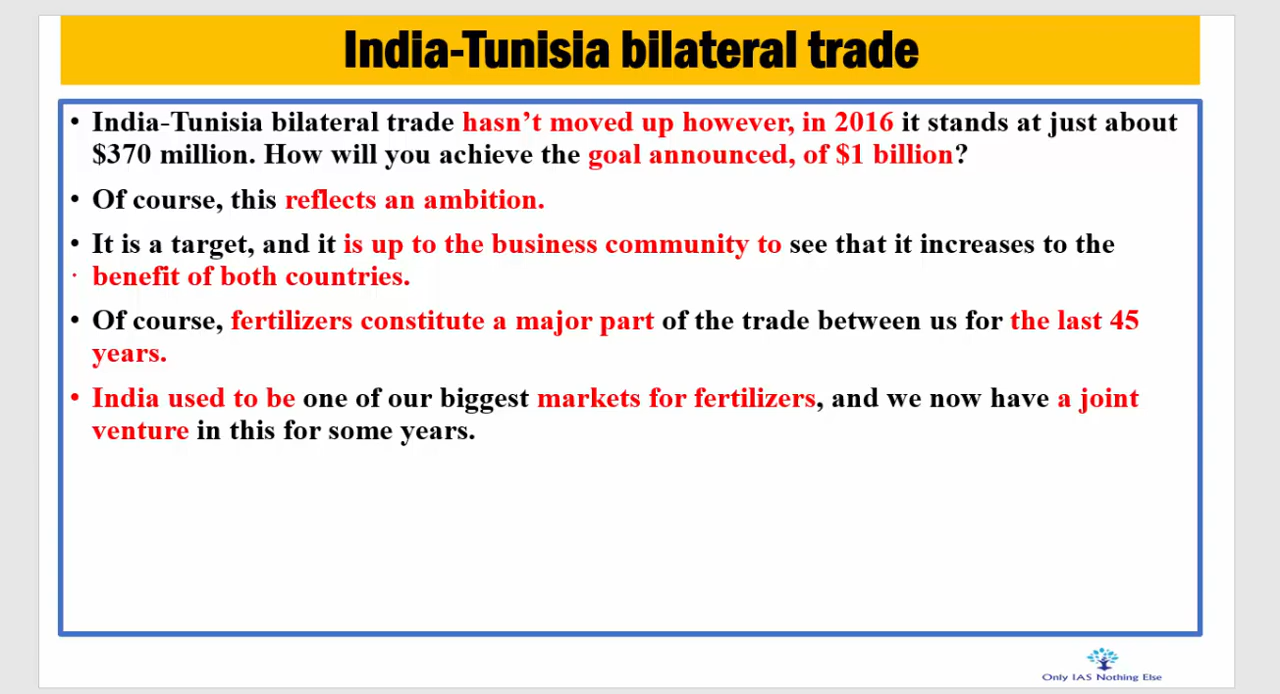 India-Tunisia bilateral trade
• India-Tunisia bilateral trade hasn't moved up however, in 2016 it stands at just about
$370 million. How will you achieve the goal announced, of $1 billion?
• Of course, this reflects an ambition.
• It is a target, and it is up to the business community to see that it increases to the
benefit of both countries.
• Of course, fertilizers constitute a major part of the trade between us for the last 45
years.
• India used to be one of our biggest markets for fertilizers, and we now have a joint
venture in this for some years.
Only IAS Nothing Else